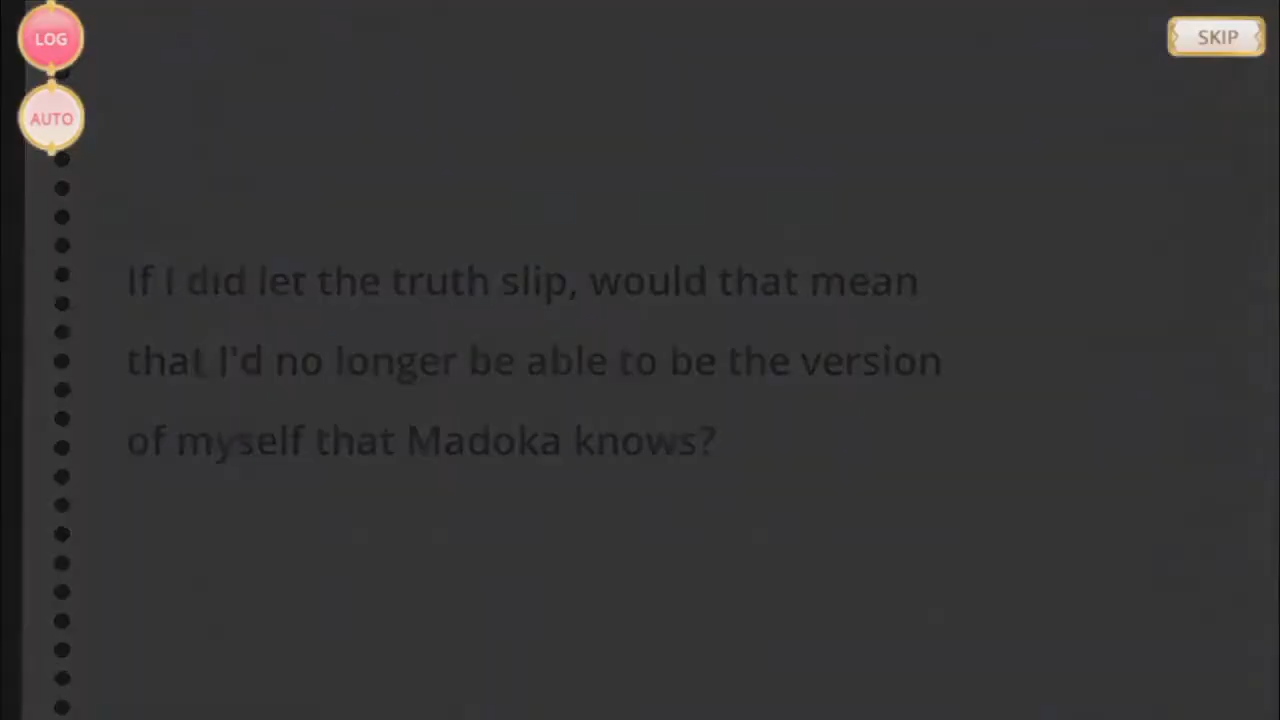 LOG
SKIP
AUTO
If I did let the truth slip, would that mean
that I'd no longer be able to be the version
of myself that Madoka knows?